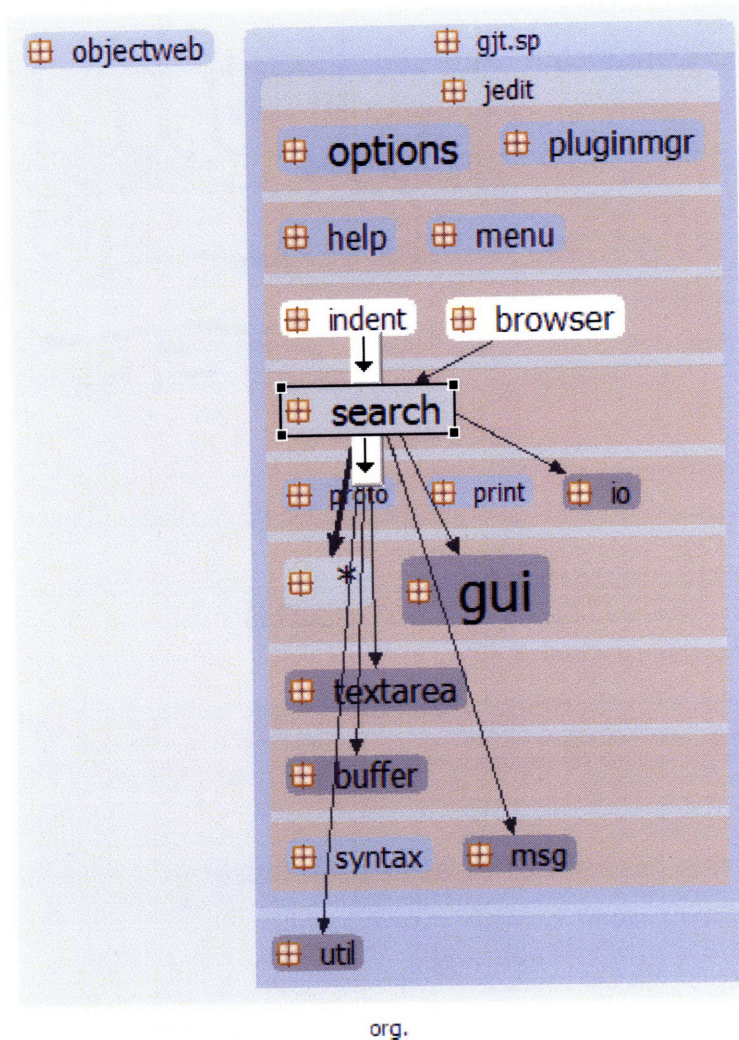 objectweb
gjt.sp
jedit
options pluginmgr
help menu
indent browser
search
proto print io
* gui
textarea
buffer
syntax msg
util
org.